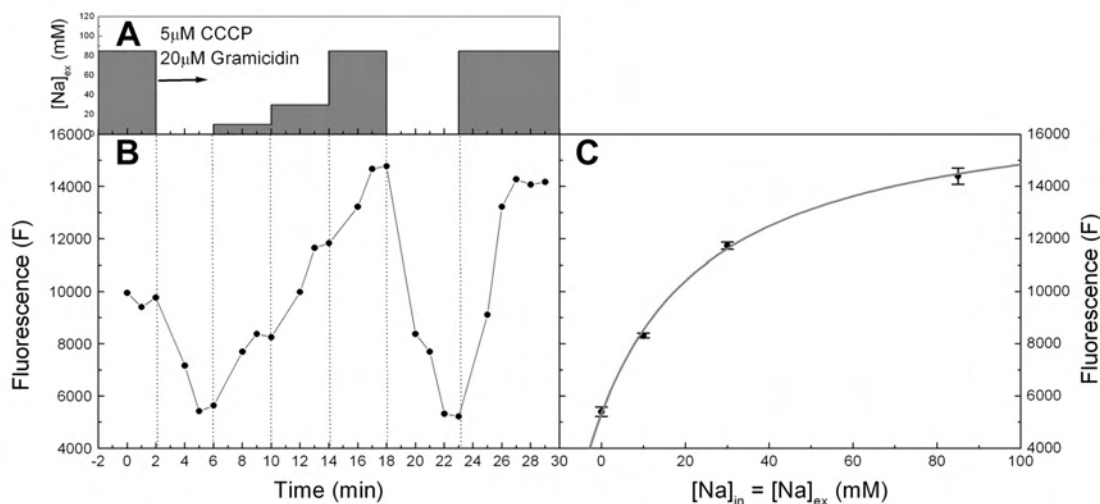 A
5μM CCCP
20μM Gramicidin
[Na]ex (mM)
120
100
80
60
40
20
0
B
Fluorescence (F)
16000
14000
12000
10000
8000
6000
4000
-2 0 2 4 6 8 10 12 14 16 18 20 22 24 26 28 30
Time (min)
C
16000
14000
12000
10000
8000
6000
4000
Fluorescence (F)
0 20 40 60 80 100
[Na]in = [Na]ex (mM)